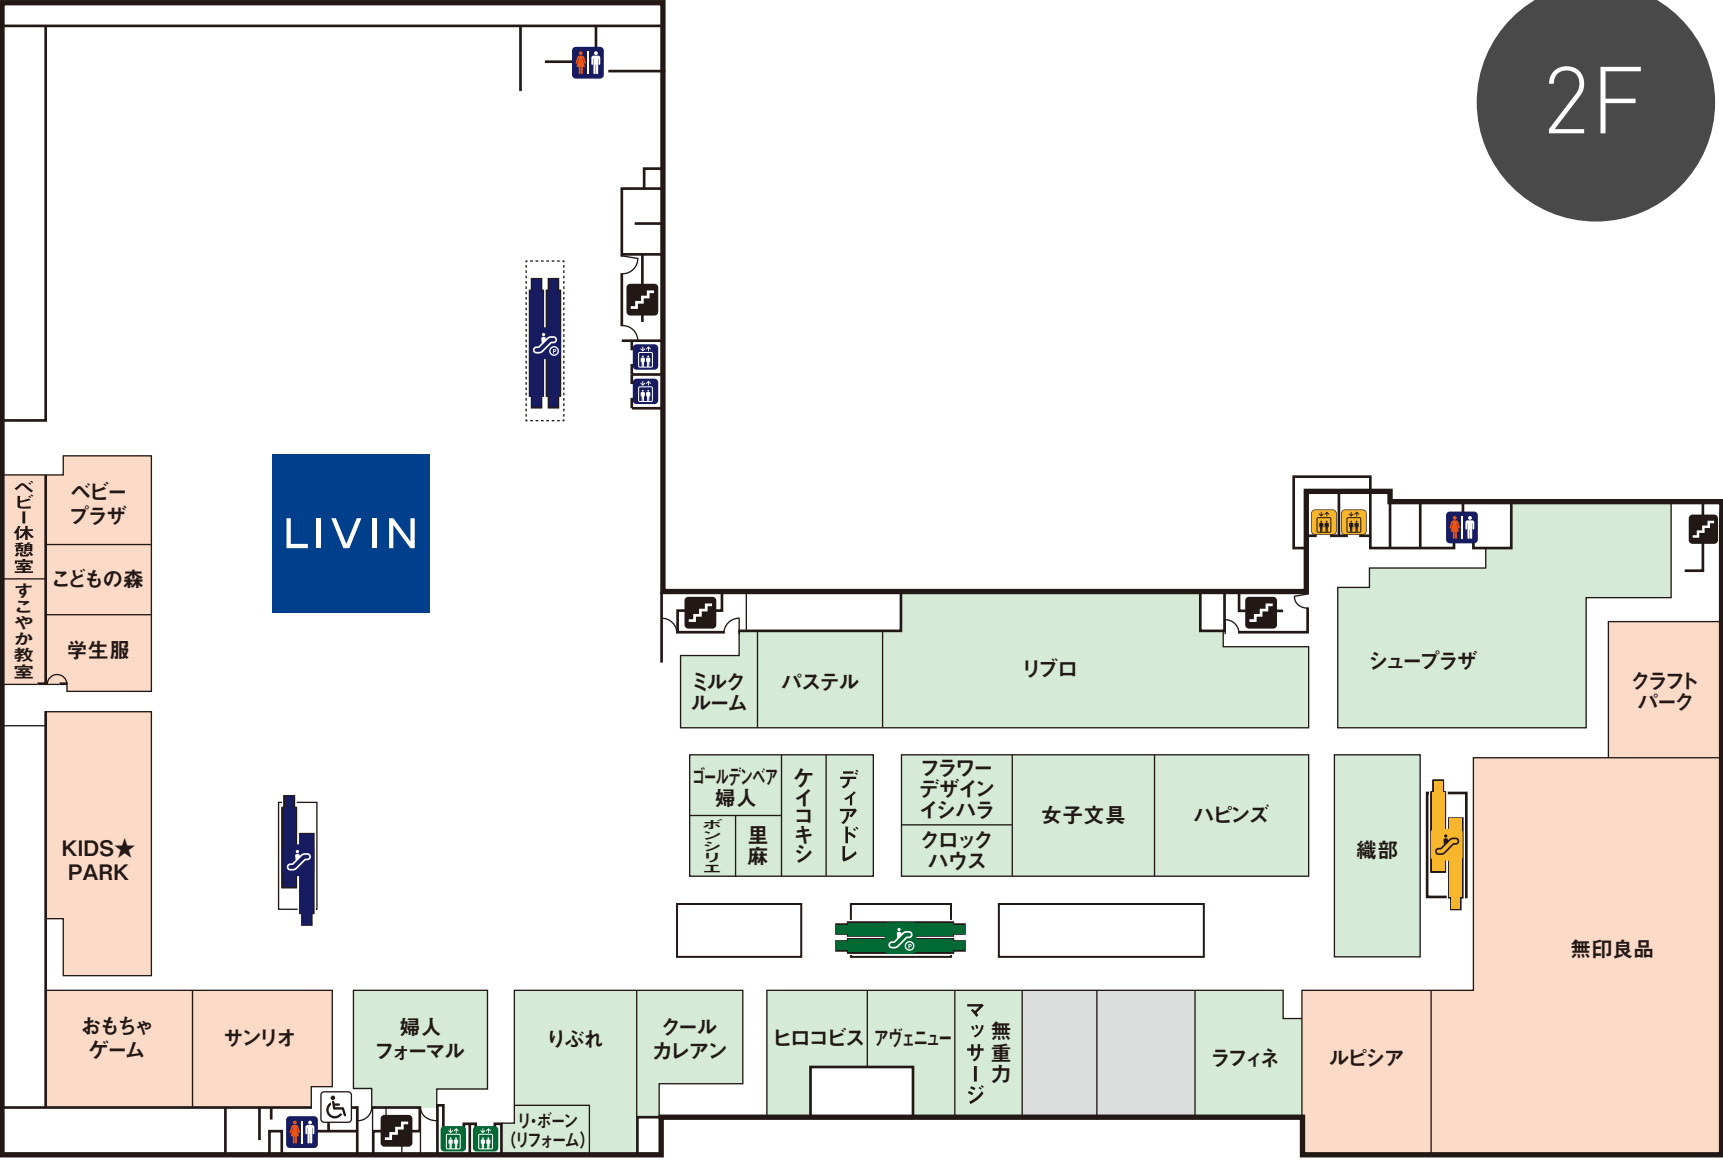 2F
LIVIN
ベビー休憩室
ベビー
プラザ
こどもの森
すこやか教室
学生服
KIDS★
PARK
おもちゃ
ゲーム
サンリオ
婦人
フォーマル
りぶれ
リ・ボーン
(リフォーム)
クール
カレアン
ミルク
ルーム
パステル
リブロ
シュープラザ
クラフト
パーク
ゴールデンベア
婦人
ボンシリエ
里麻
ケイコキシ
ディアドレ
フラワー
デザイン
イシハラ
クロック
ハウス
女子文具
ハピンズ
織部
無印良品
ヒロコビス
アヴェニュー
無重力
マッサージ
ラフィネ
ルピシア
P
P